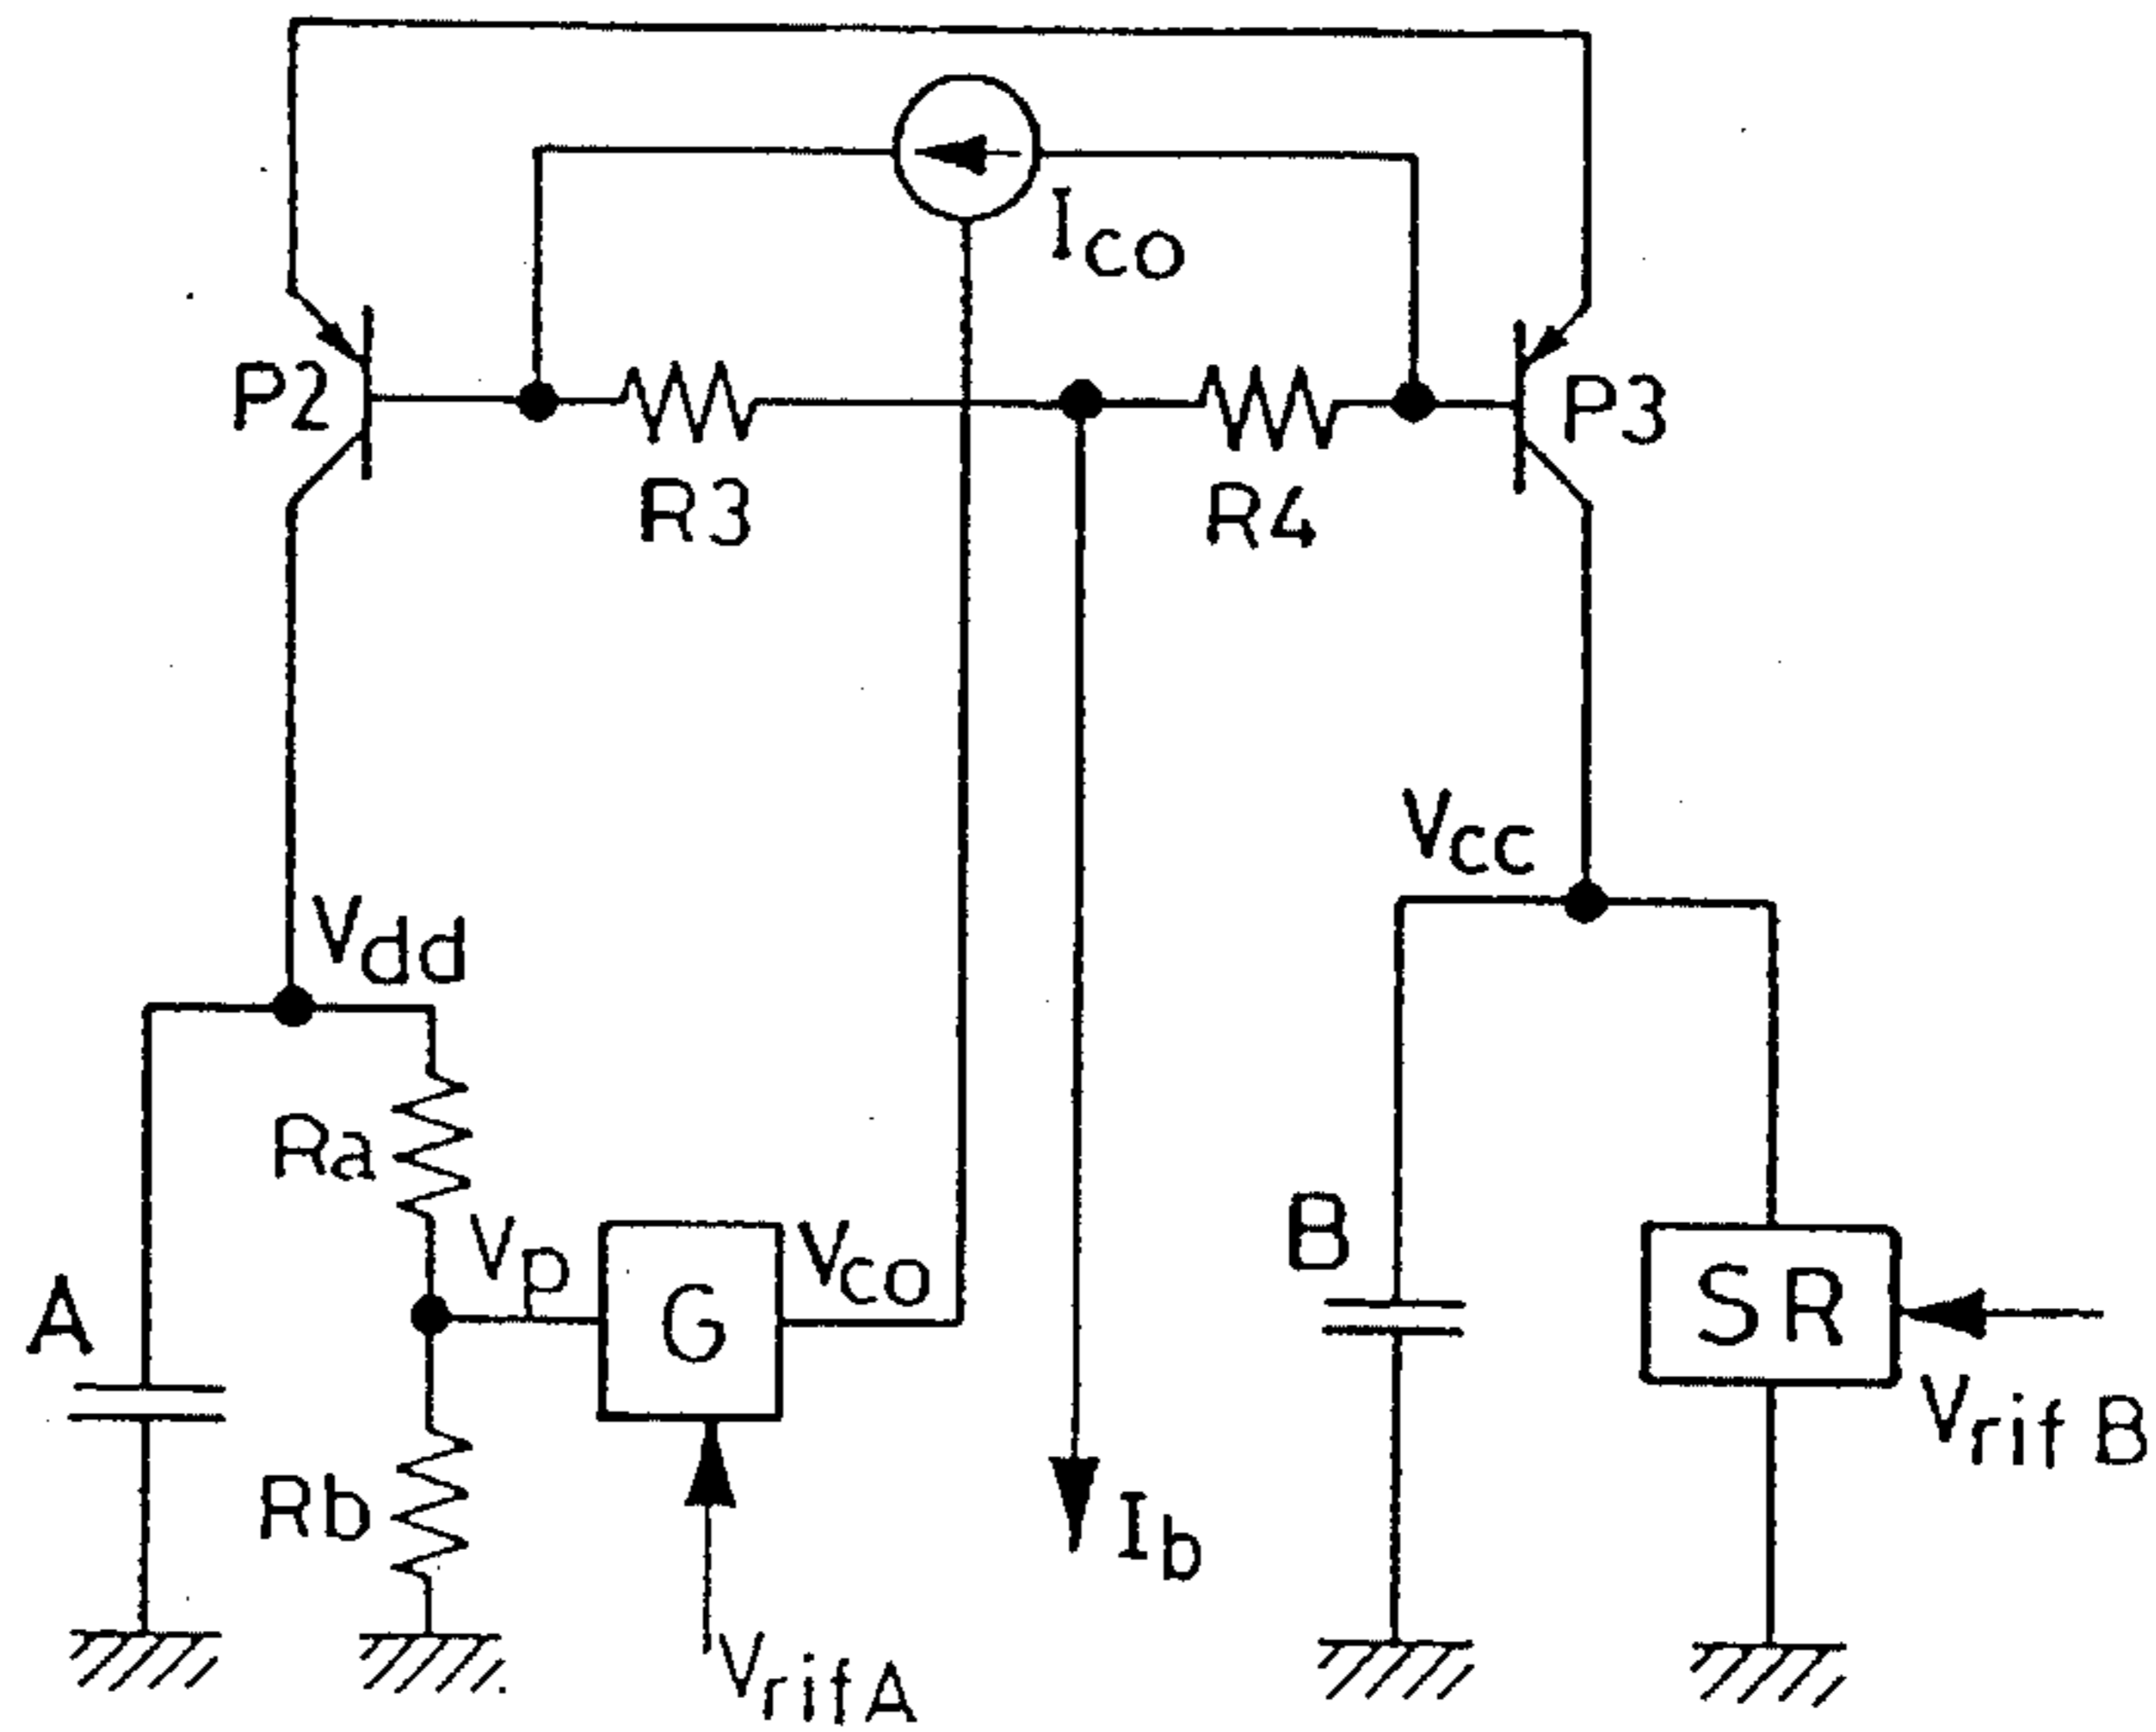 Ico
P2
P3
R3
R4
Vcc
Vdd
Ra
Vp
G
Vco
B
SR
A
VrifB
Rb
Ib
VrifA